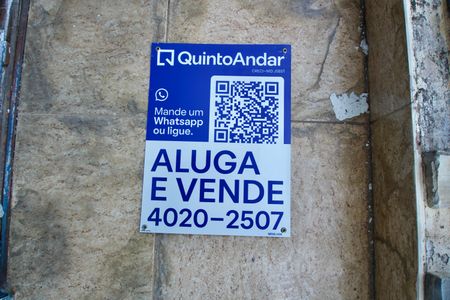 QuintoAndar
Mande um
Whatsapp
ou ligue.
ALUGA
E VENDE
4020-2507